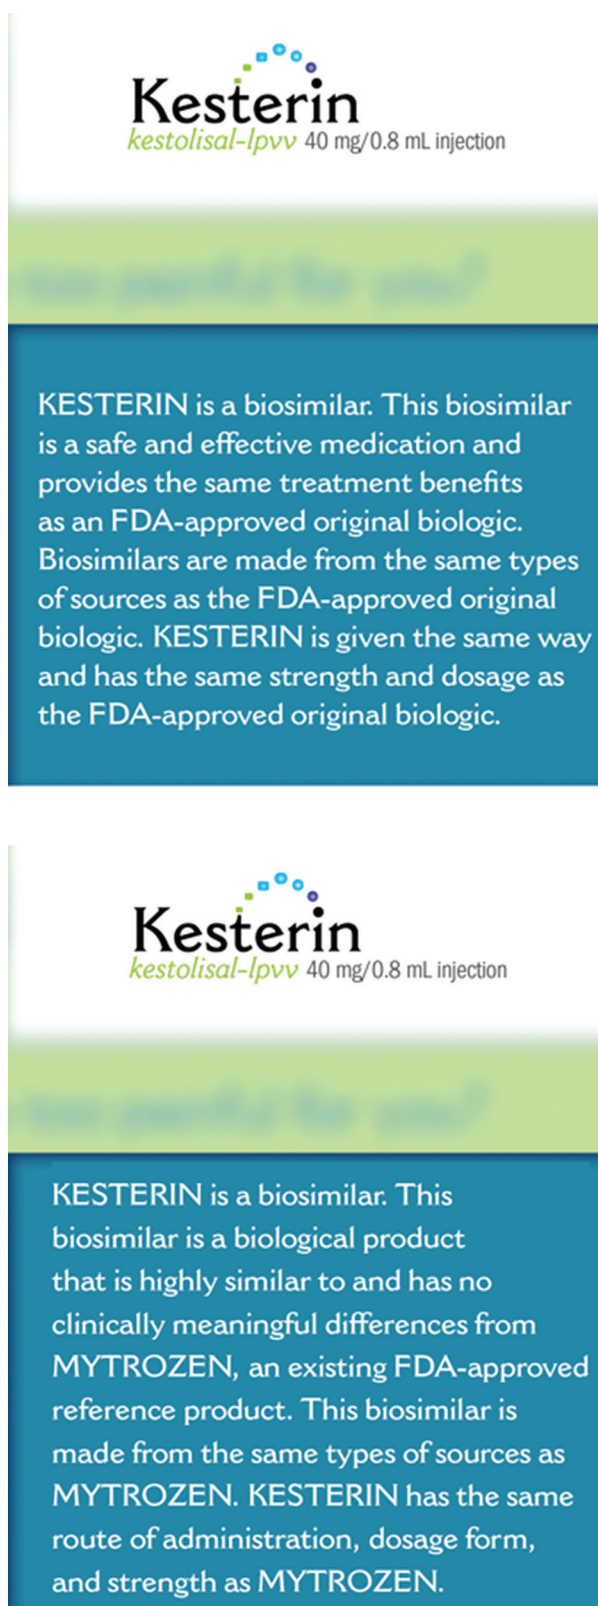 Kesterin
kestolisal-lpvv 40 mg/0.8 mL injection
KESTERIN is a biosimilar. This biosimilar
is a safe and effective medication and
provides the same treatment benefits
as an FDA-approved original biologic.
Biosimilars are made from the same types
of sources as the FDA-approved original
biologic. KESTERIN is given the same way
and has the same strength and dosage as
the FDA-approved original biologic.
Kesterin
kestolisal-lpvv 40 mg/0.8 mL injection
KESTERIN is a biosimilar. This
biosimilar is a biological product
that is highly similar to and has no
clinically meaningful differences from
MYTROZEN, an existing FDA-approved
reference product. This biosimilar is
made from the same types of sources as
MYTROZEN. KESTERIN has the same
route of administration, dosage form,
and strength as MYTROZEN.